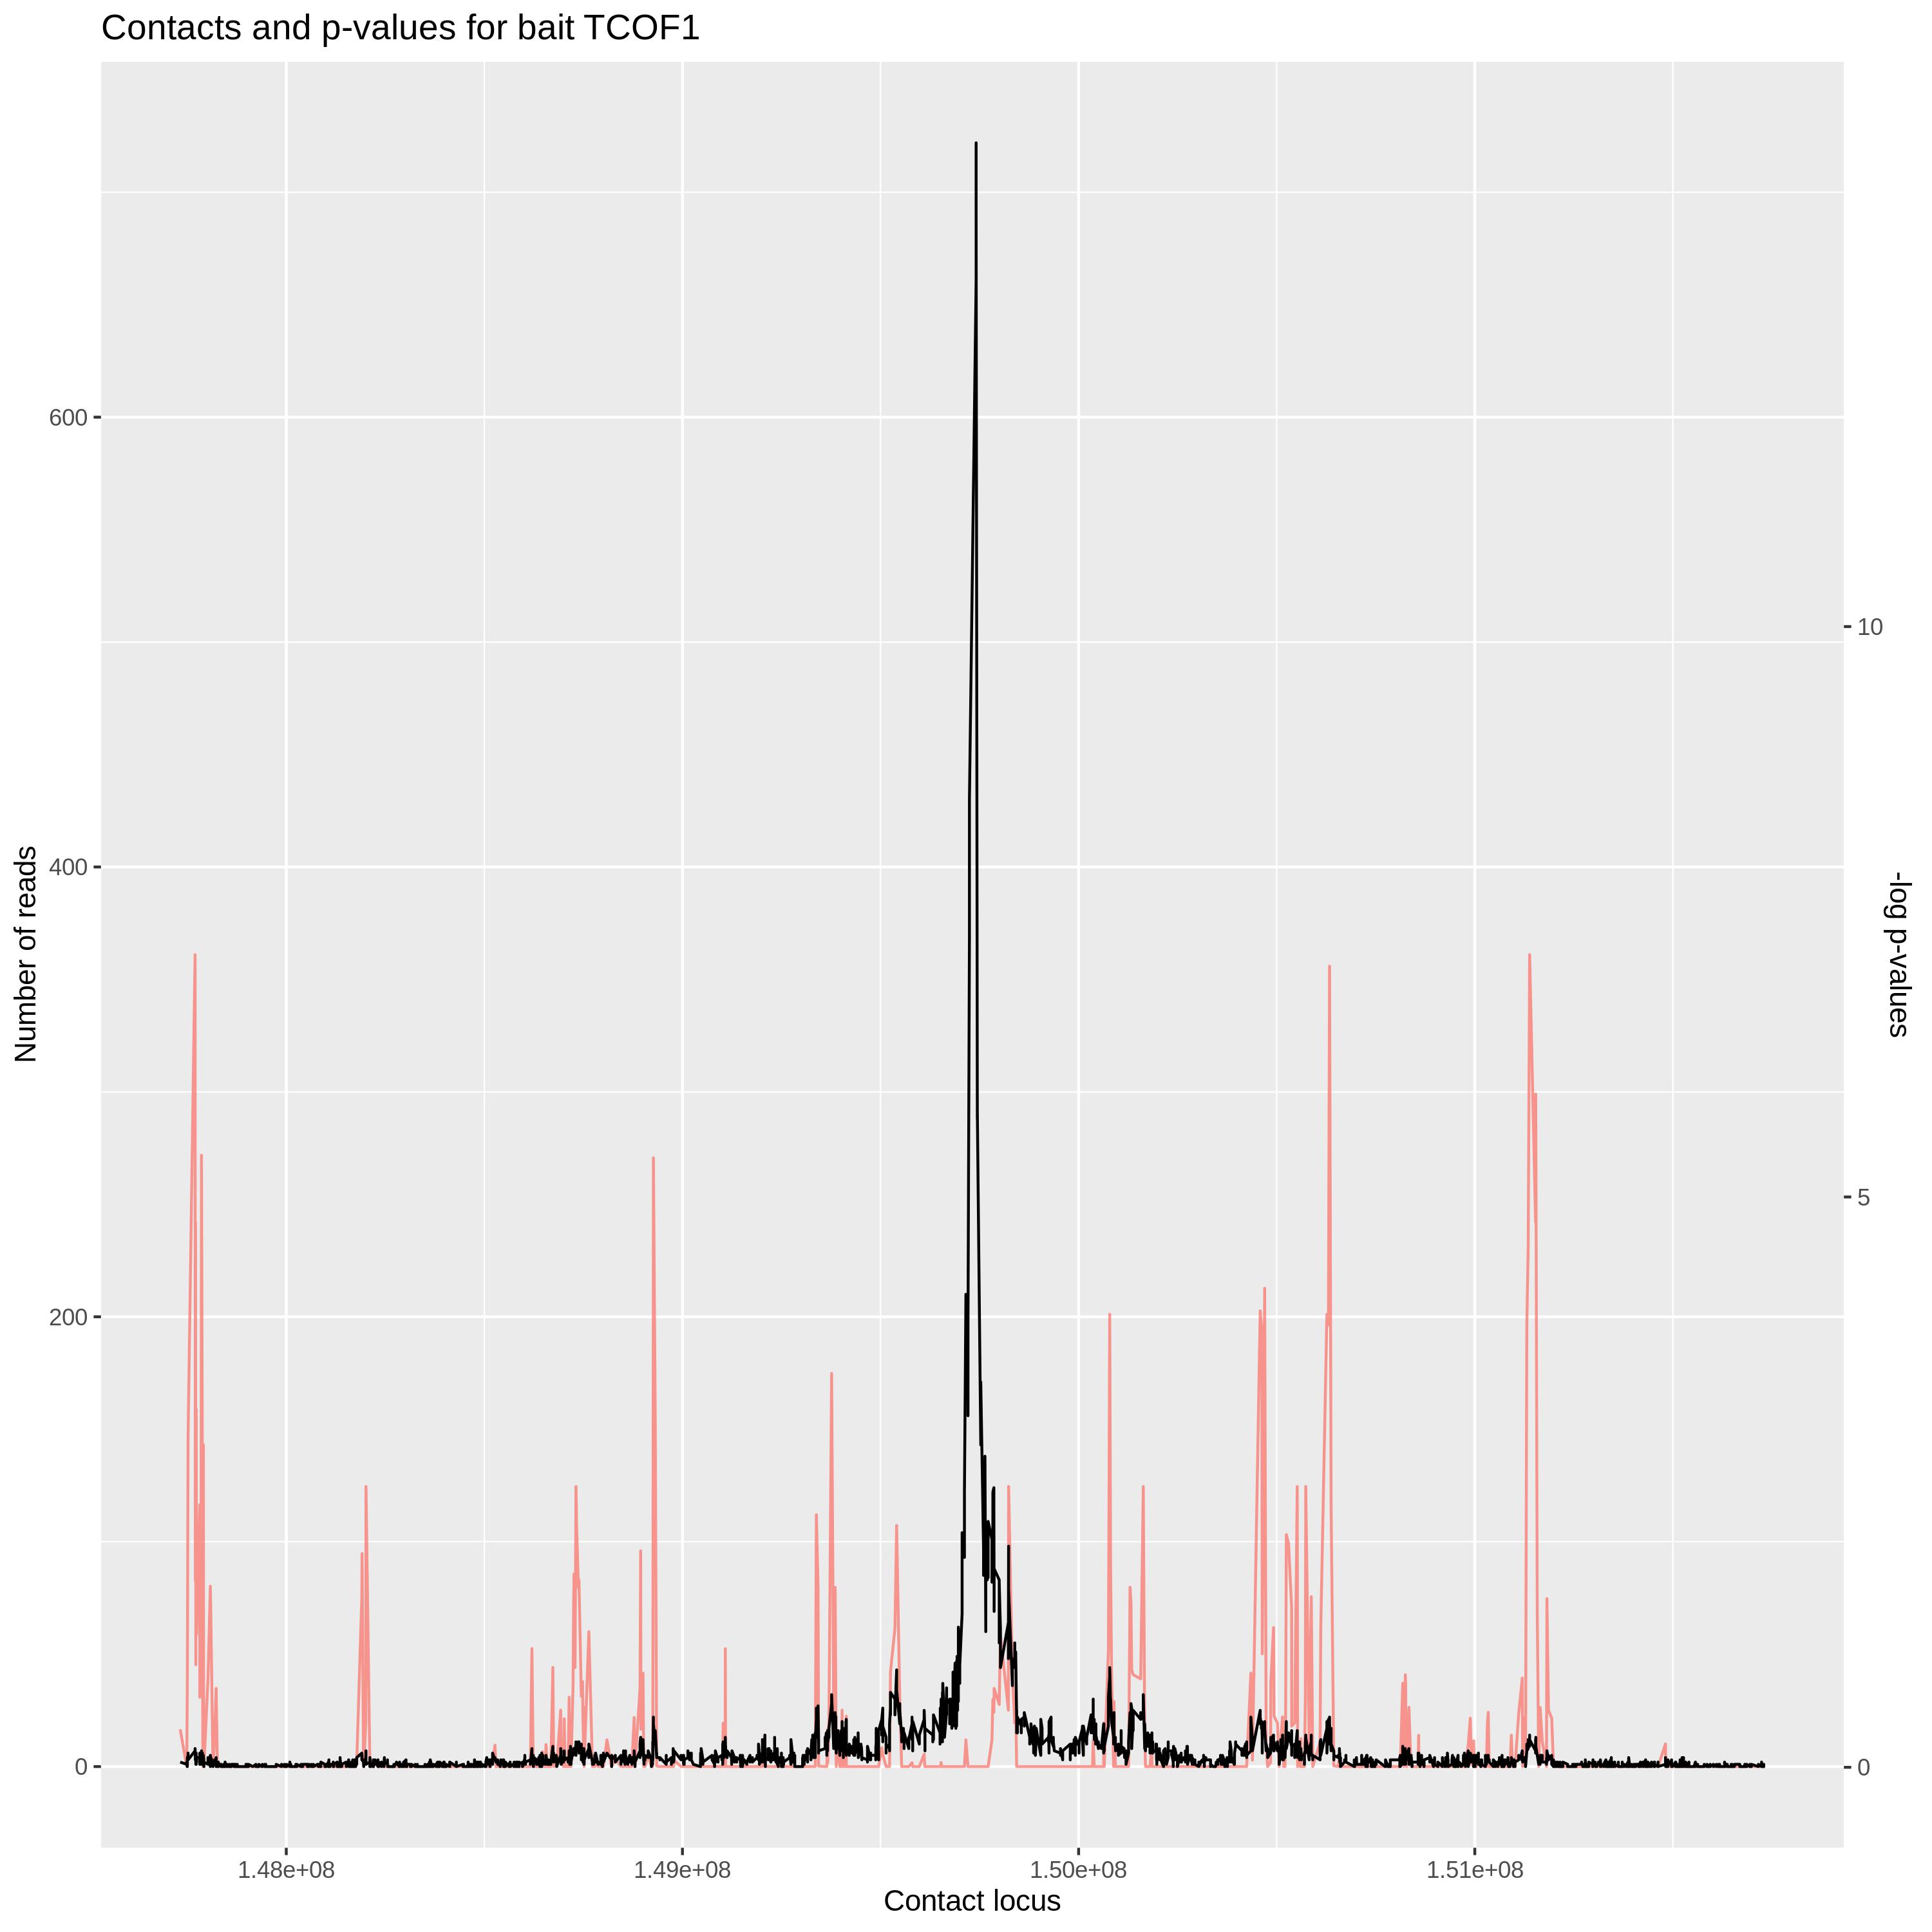 Contacts and p-values for bait TCOF1
600
400
200
0
Number of reads
10
5
0
-log p-values
1.48e+08
1.49e+08
1.50e+08
1.51e+08
Contact locus